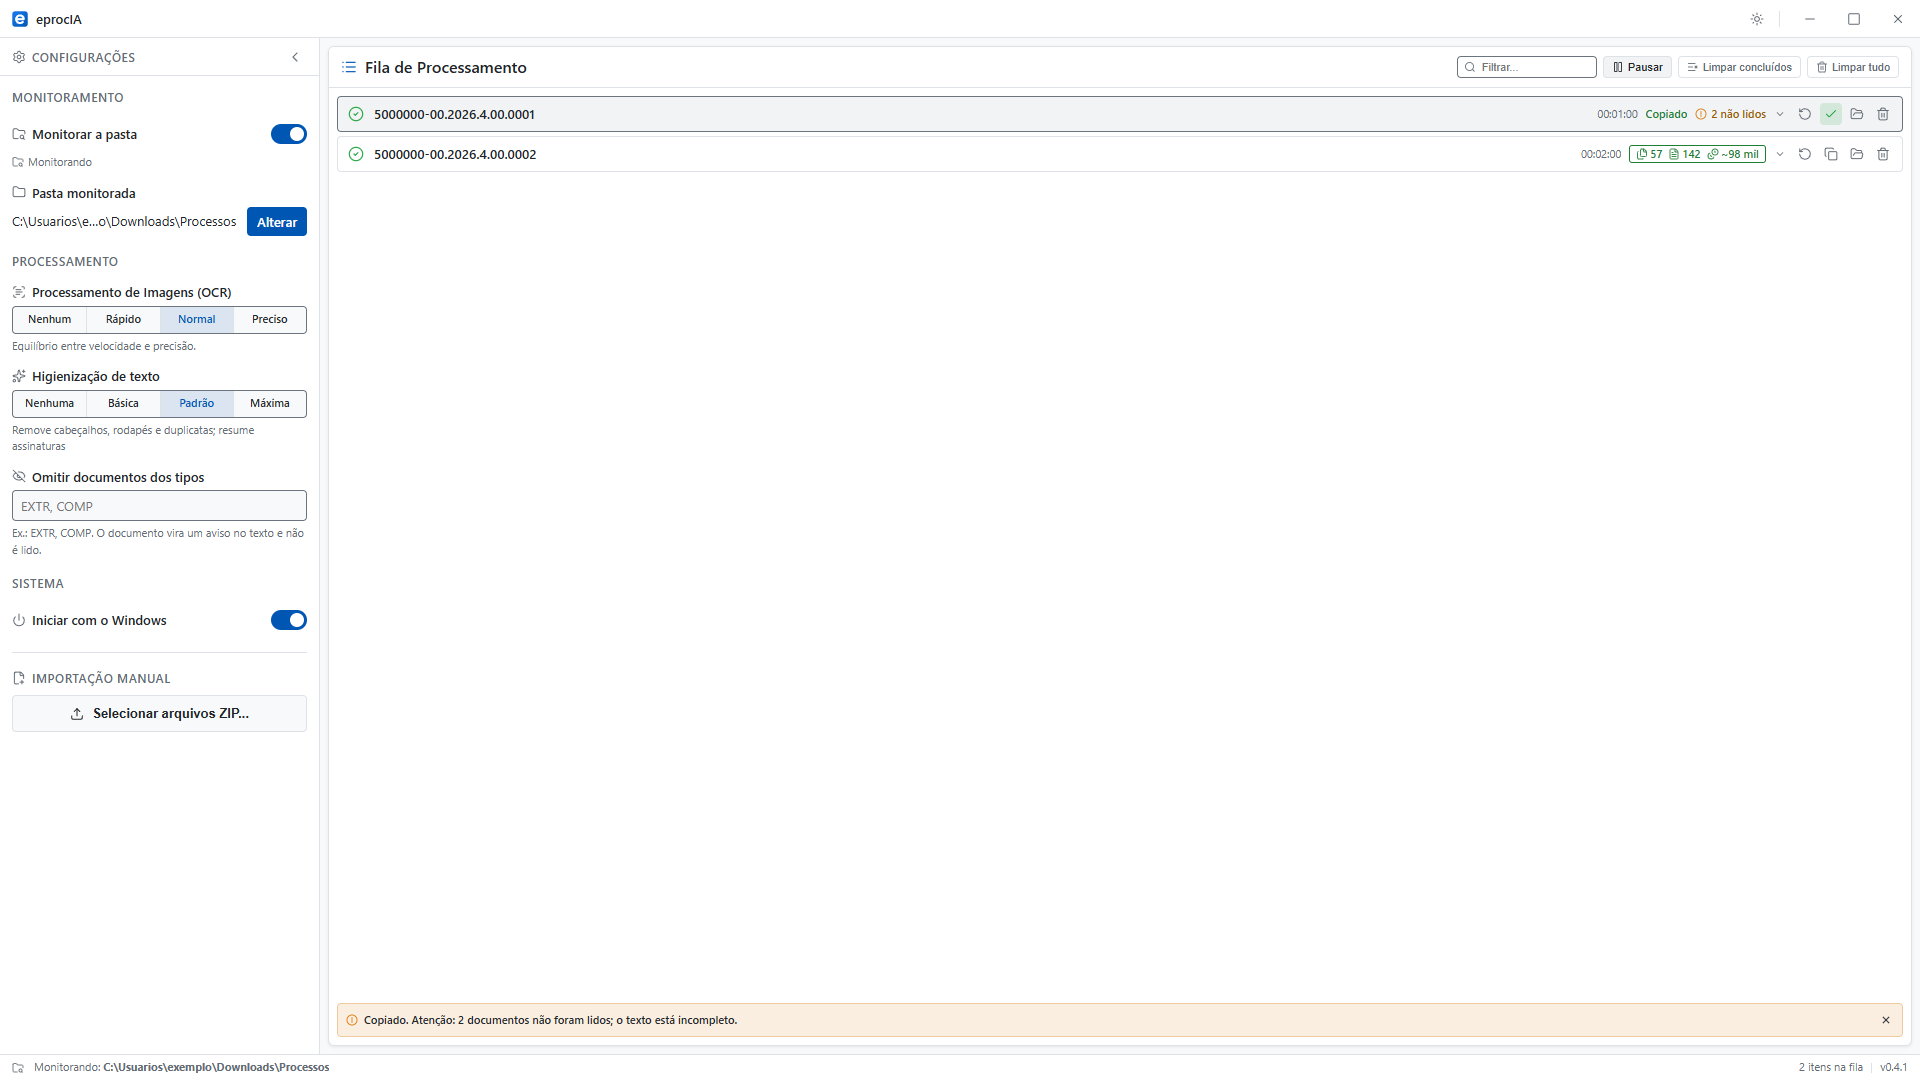 eprocIA
CONFIGURAÇÕES
MONITORAMENTO
Monitorar a pasta
Monitorando
Pasta monitorada
C:\Usuarios\e...o\Downloads\Processos
Alterar
PROCESSAMENTO
Processamento de Imagens (OCR)
Nenhum Rápido Normal Preciso
Equilíbrio entre velocidade e precisão.
Higienização de texto
Nenhuma Básica Padrão Máxima
Remove cabeçalhos, rodapés e duplicatas; resume
assinaturas
Omitir documentos dos tipos
EXTR, COMP
Ex.: EXTR, COMP. O documento vira um aviso no texto e não
é lido.
SISTEMA
Iniciar com o Windows
IMPORTAÇÃO MANUAL
Selecionar arquivos ZIP...
Fila de Processamento
Filtrar... Pausar Limpar concluídos Limpar tudo
5000000-00.2026.4.00.0001 00:01:00 Copiado 2 não lidos
5000000-00.2026.4.00.0002 00:02:00 57 142 ~98 mil
Copiado. Atenção: 2 documentos não foram lidos; o texto está incompleto.
Monitorando: C:\Usuarios\exemplo\Downloads\Processos
2 itens na fila v0.4.1